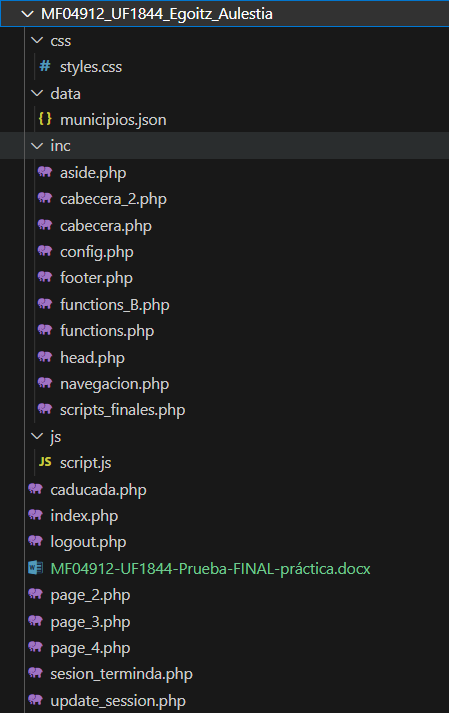 MF04912_UF1844_Egoitz_Aulestia
css
# styles.css
data
{} municipios.json
inc
aside.php
cabecera_2.php
cabecera.php
config.php
footer.php
functions_B.php
functions.php
head.php
navegacion.php
scripts_finales.php
js
JS script.js
caducada.php
index.php
logout.php
MF04912-UF1844-Prueba-FINAL-práctica.docx
page_2.php
page_3.php
page_4.php
sesion_terminda.php
update_session.php